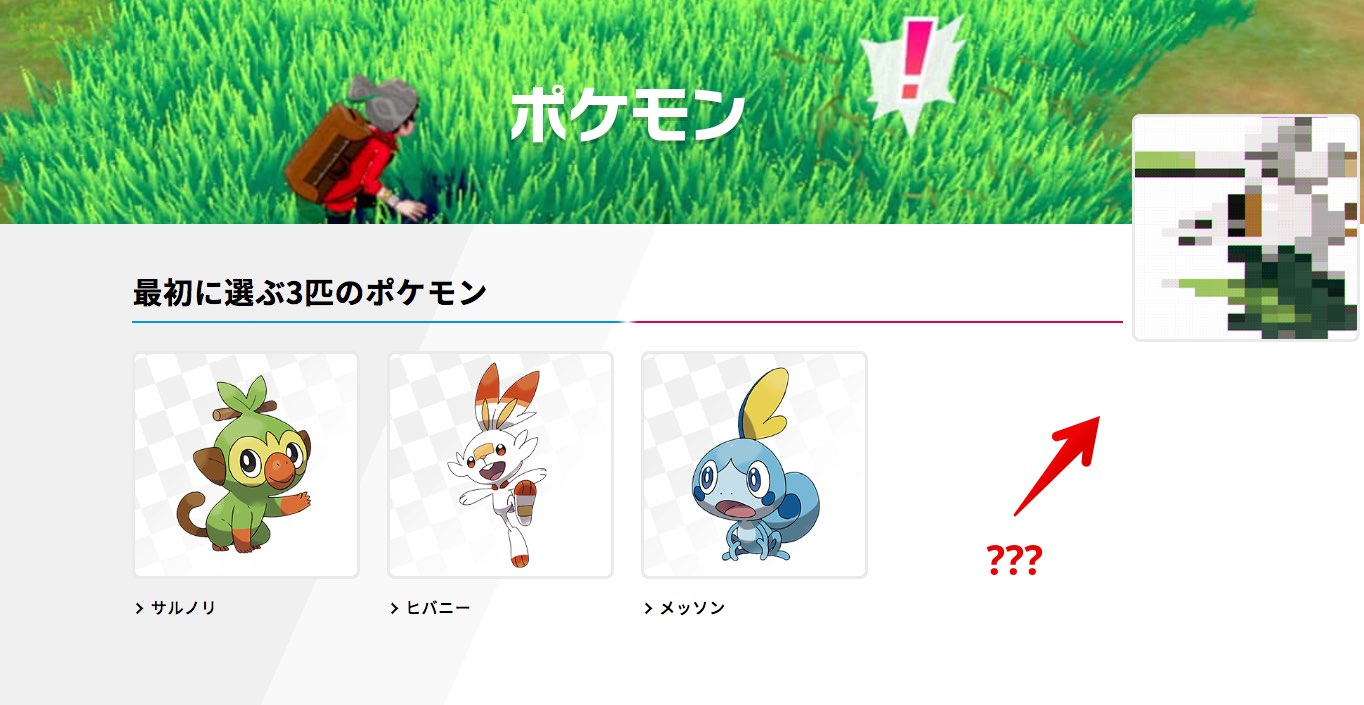 ポケモン
最初に選ぶ3匹のポケモン
サルノリ
ヒバニー
メッソン
???